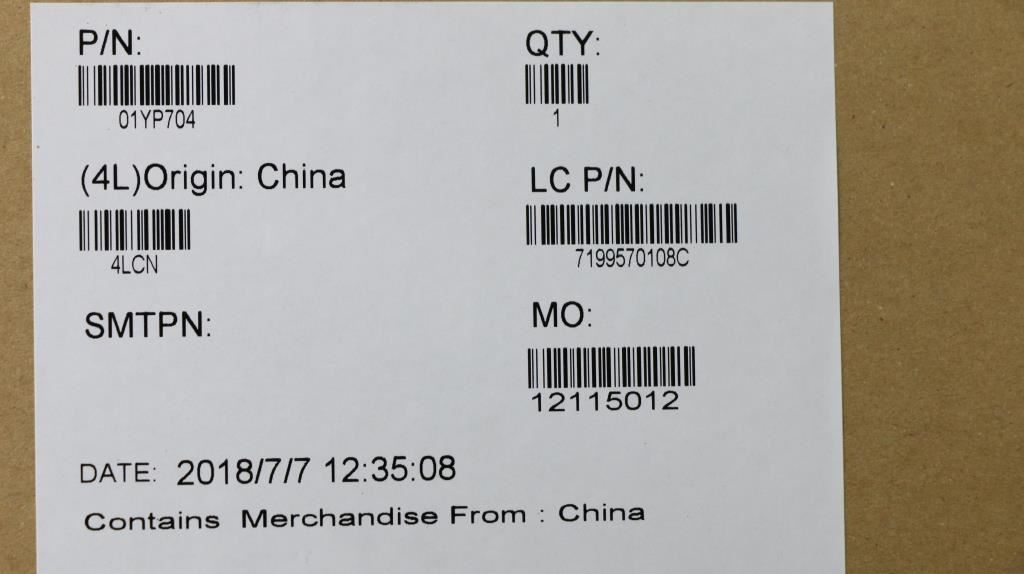 P/N:
01YP704
QTY:
1
(4L)Origin: China
4LCN
LC P/N:
7199570108C
SMTPN:
MO:
12115012
DATE: 2018/7/7 12:35:08
Contains Merchandise From : China